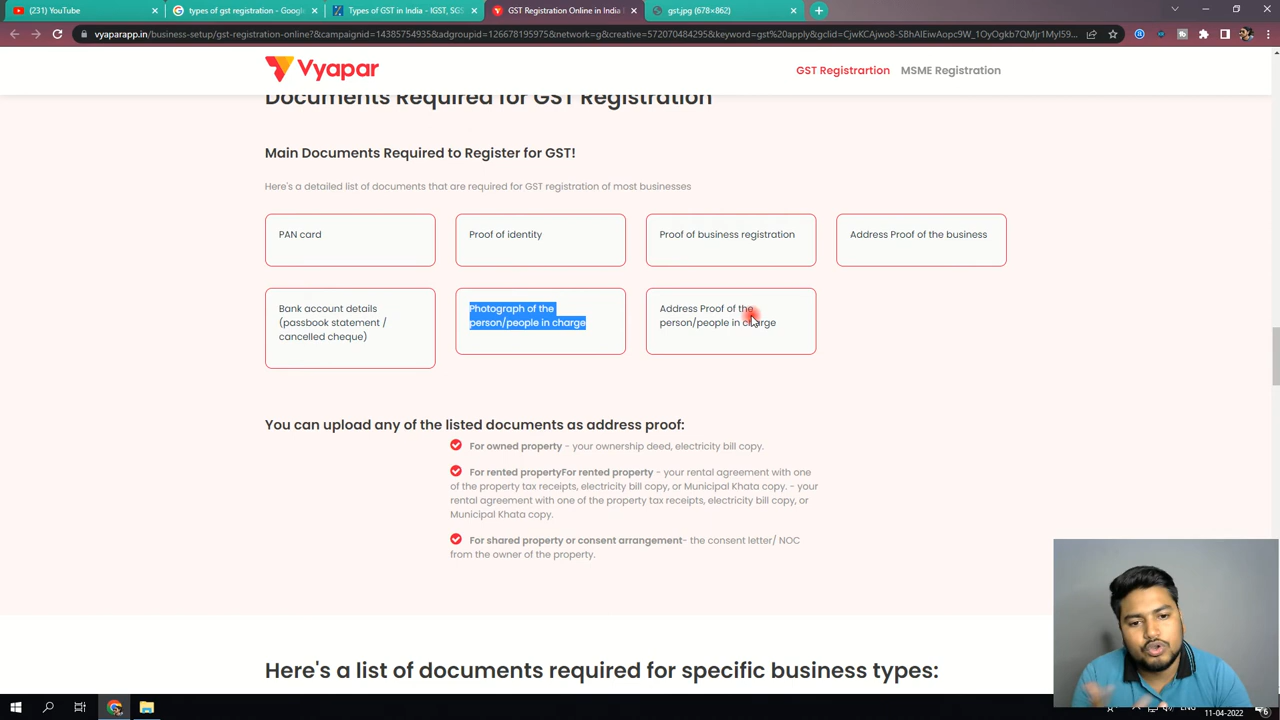 (231) YouTube
types of gst registration - Google
Types of GST in India - IGST, SGS
GST Registration Online in India
gst.jpg (678×862)
vyaparapp.in/business-setup/gst-registration-online?&campaignid=14385754935&adgroupid=126678195975&network=g&creative=572070484295&keyword=gst%20apply&gclid=
Vyapar
GST Registrartion
MSME Registration
Documents Required for GST Registration
Main Documents Required to Register for GST!
Here's a detailed list of documents that are required for GST registration of most businesses
PAN card
Proof of identity
Proof of business registration
Address Proof of the business
Bank account details
(passbook statement /
cancelled cheque)
Photograph of the
person/people in charge
Address Proof of the
person/people in charge
You can upload any of the listed documents as address proof:
For owned property - your ownership deed, electricity bill copy.
For rented propertyFor rented property - your rental agreement with one
of the property tax receipts, electricity bill copy, or Municipal Khata copy. - your
rental agreement with one of the property tax receipts, electricity bill copy, or
Municipal Khata copy.
For shared property or consent arrangement- the consent letter/ NOC
from the owner of the property.
Here's a list of documents required for specific business types:
ENG
11-04-2022